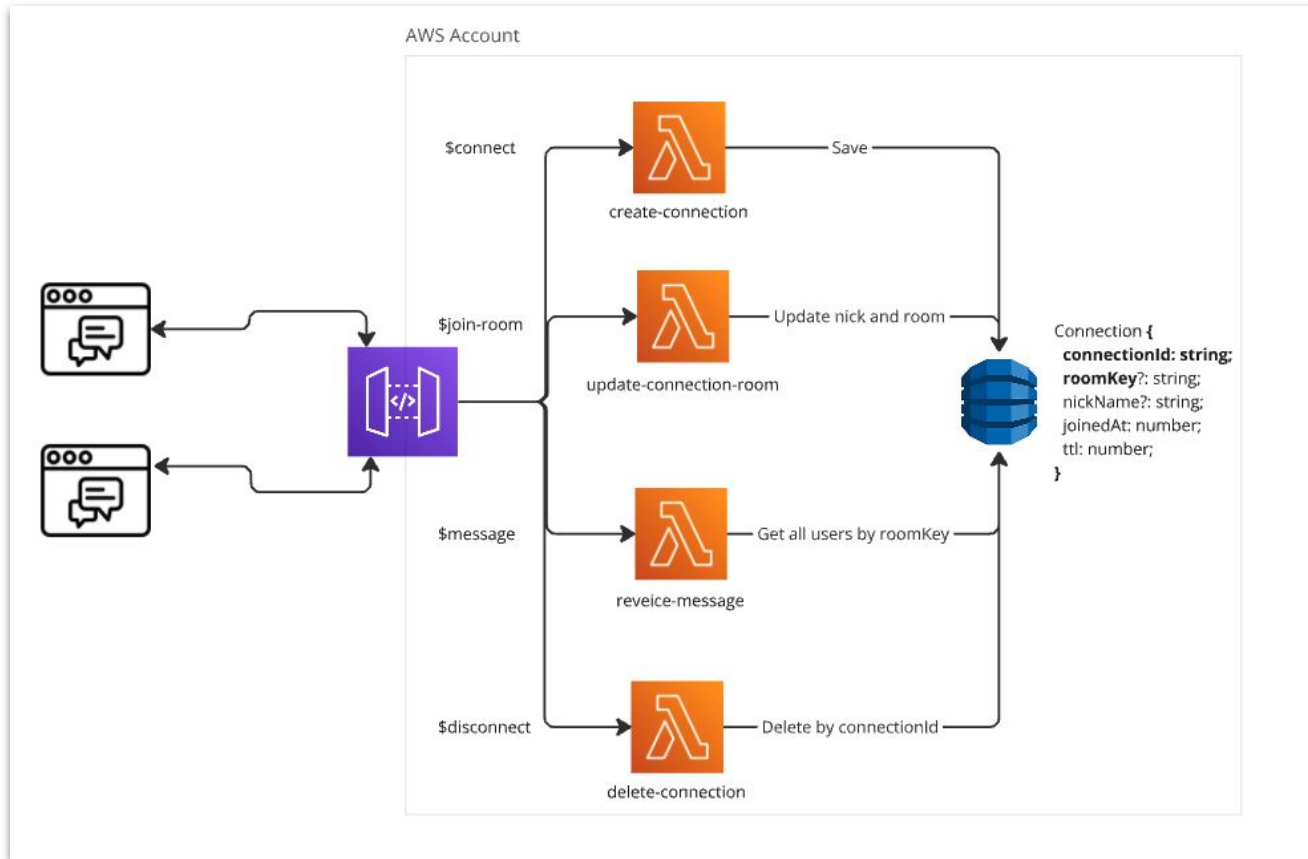 AWS Account
$connect
Save
create-connection
$join-room
Update nick and room
update-connection-room
</>
Connection {
connectionId: string;
roomKey?: string;
nickName?: string;
joinedAt: number;
ttl: number;
}
$message
Get all users by roomKey
reveice-message
$disconnect
Delete by connectionId
delete-connection